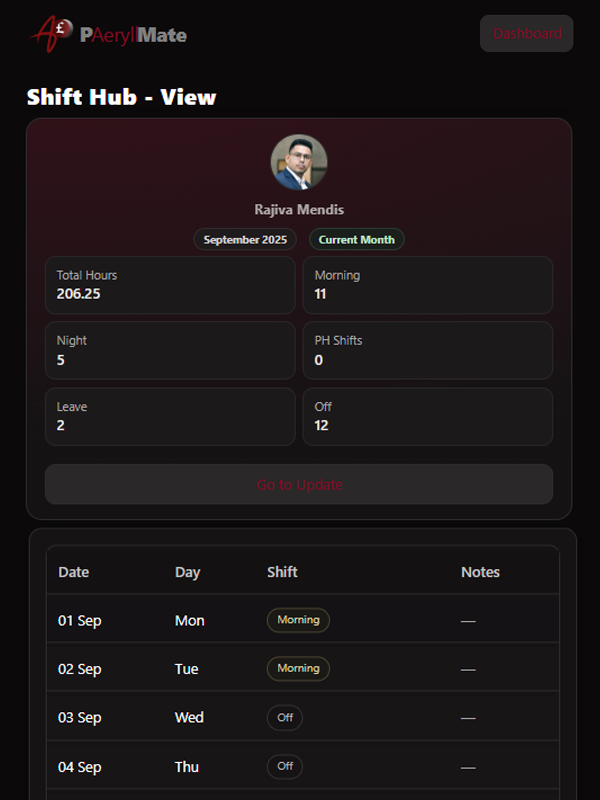 £ PAeryllMate
Dashboard
Shift Hub - View
Rajiva Mendis
September 2025 Current Month
Total Hours Morning
206.25 11
Night PH Shifts
5 0
Leave Off
2 12
Go to Update
Date Day Shift Notes
01 Sep Mon Morning —
02 Sep Tue Morning —
03 Sep Wed Off —
04 Sep Thu Off —